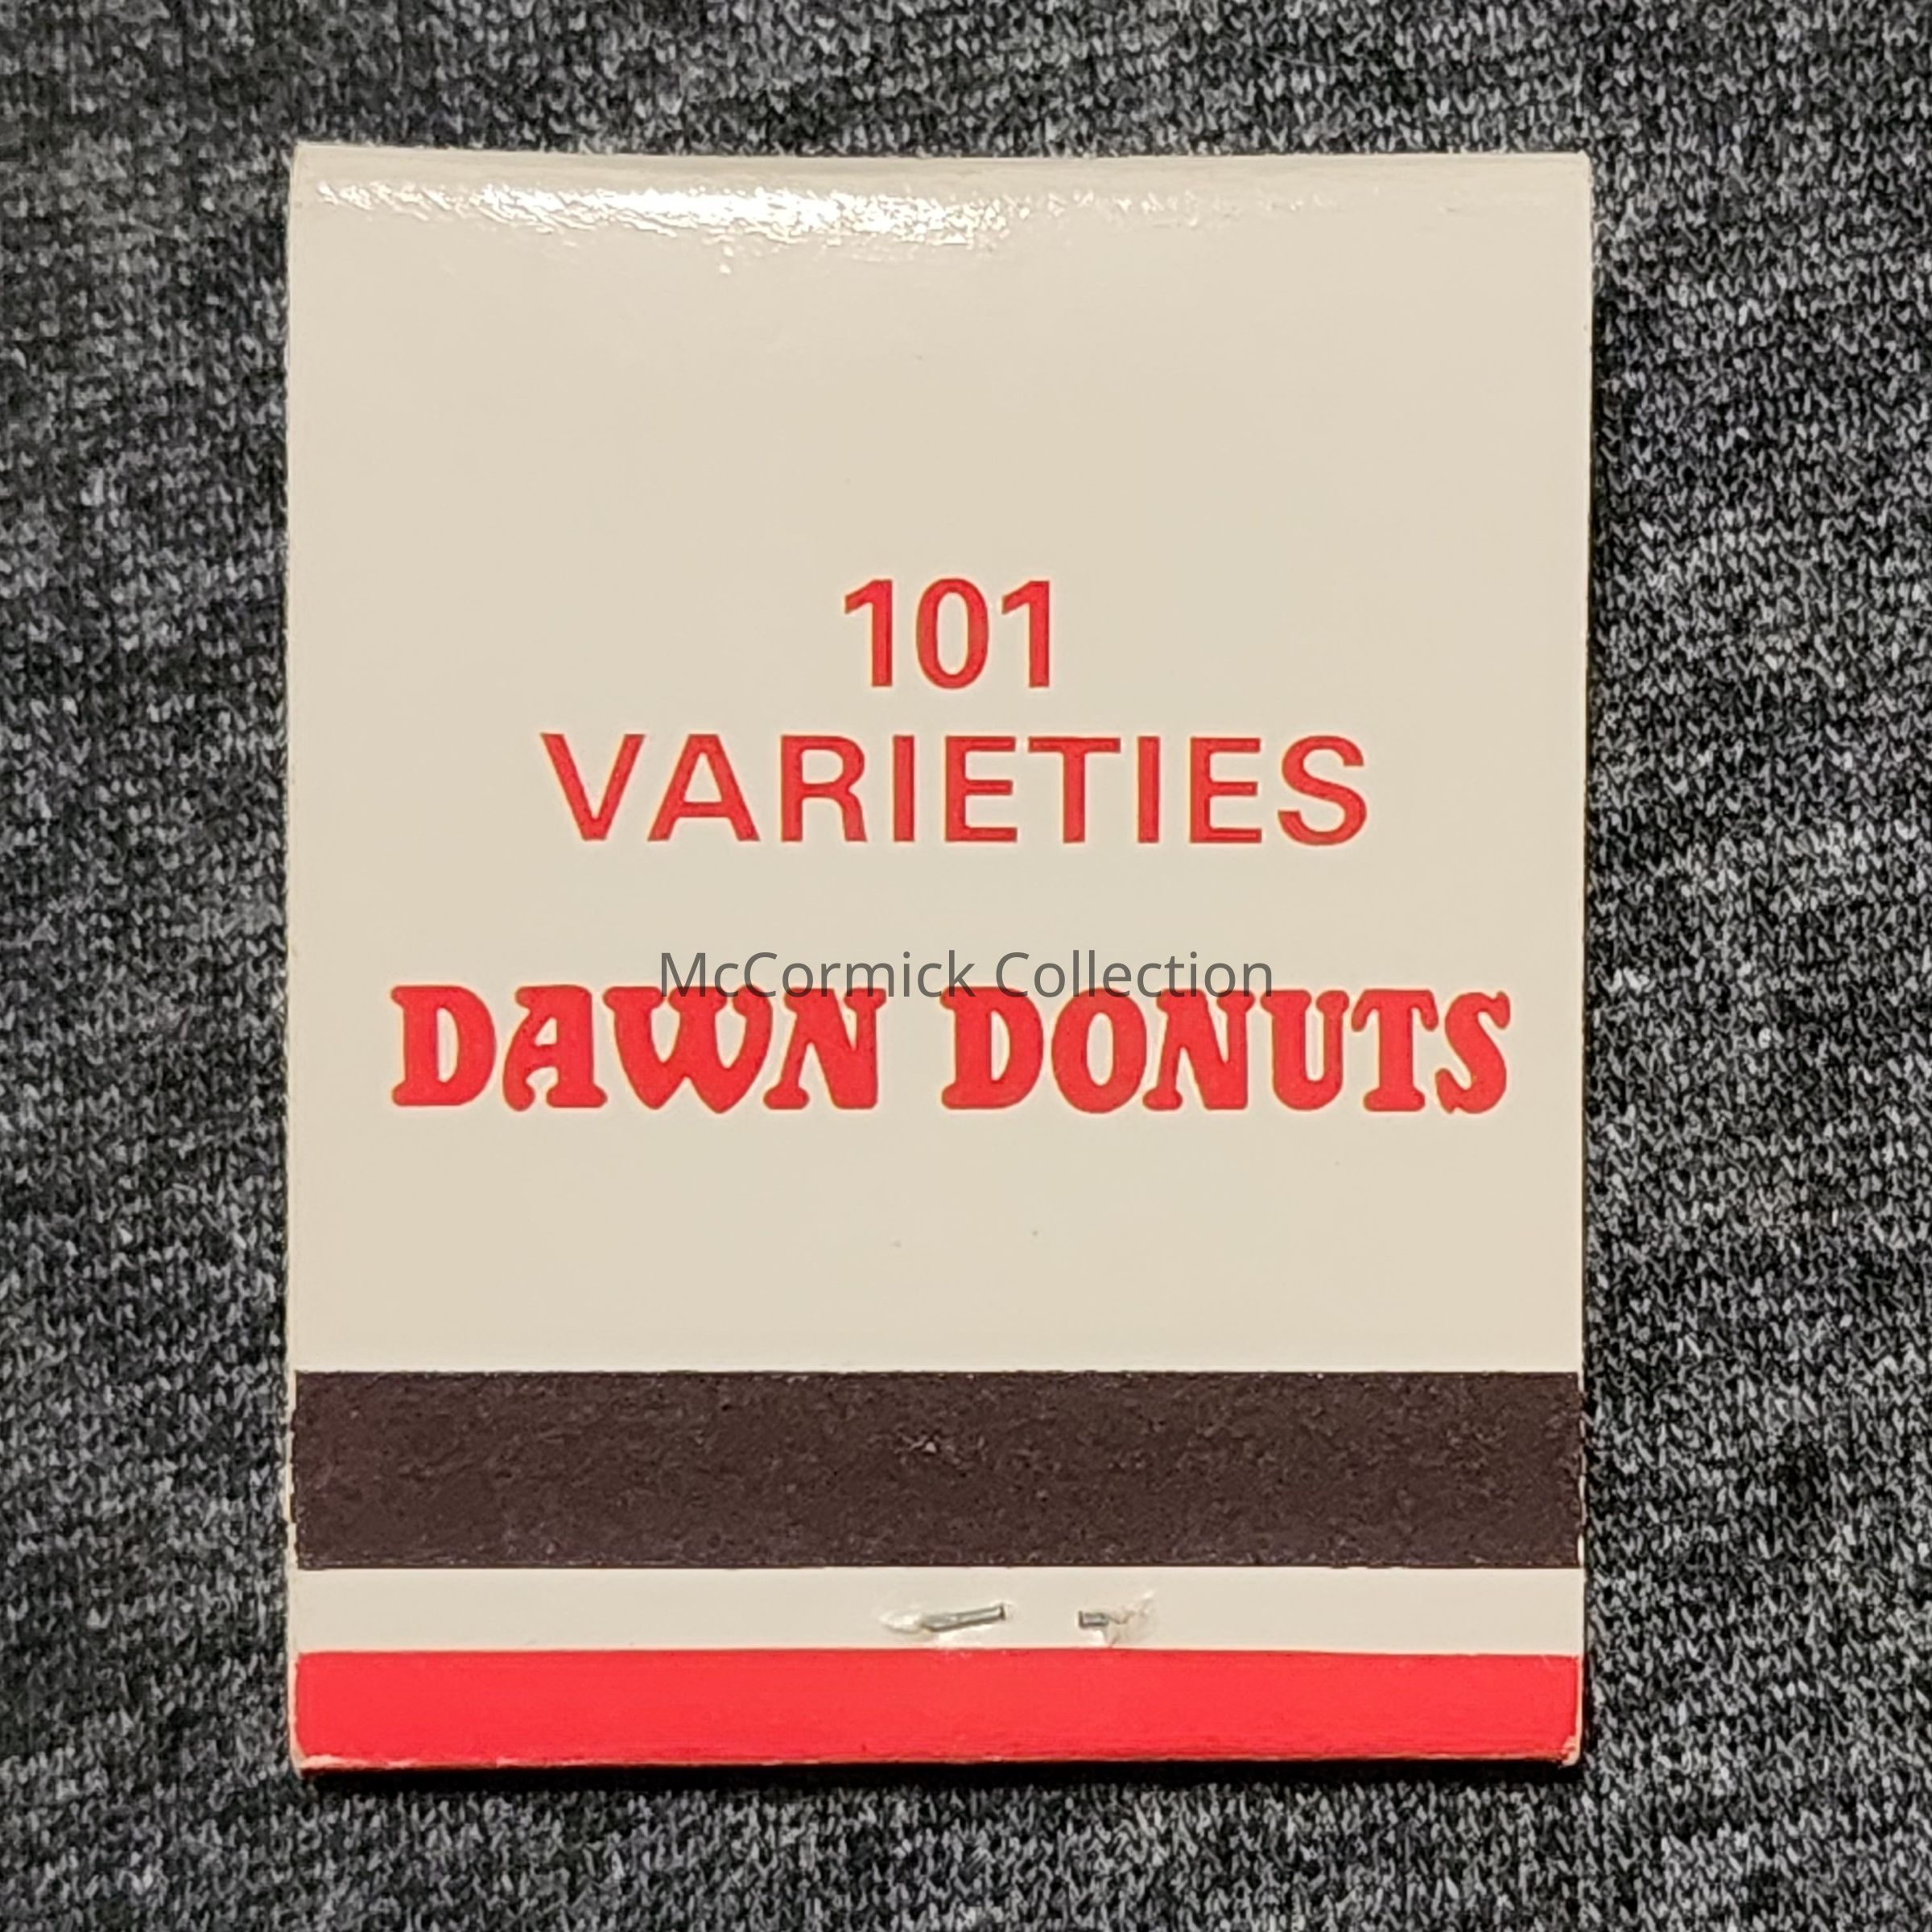 101
VARIETIES
McCormick Collection
DAWN DONUTS